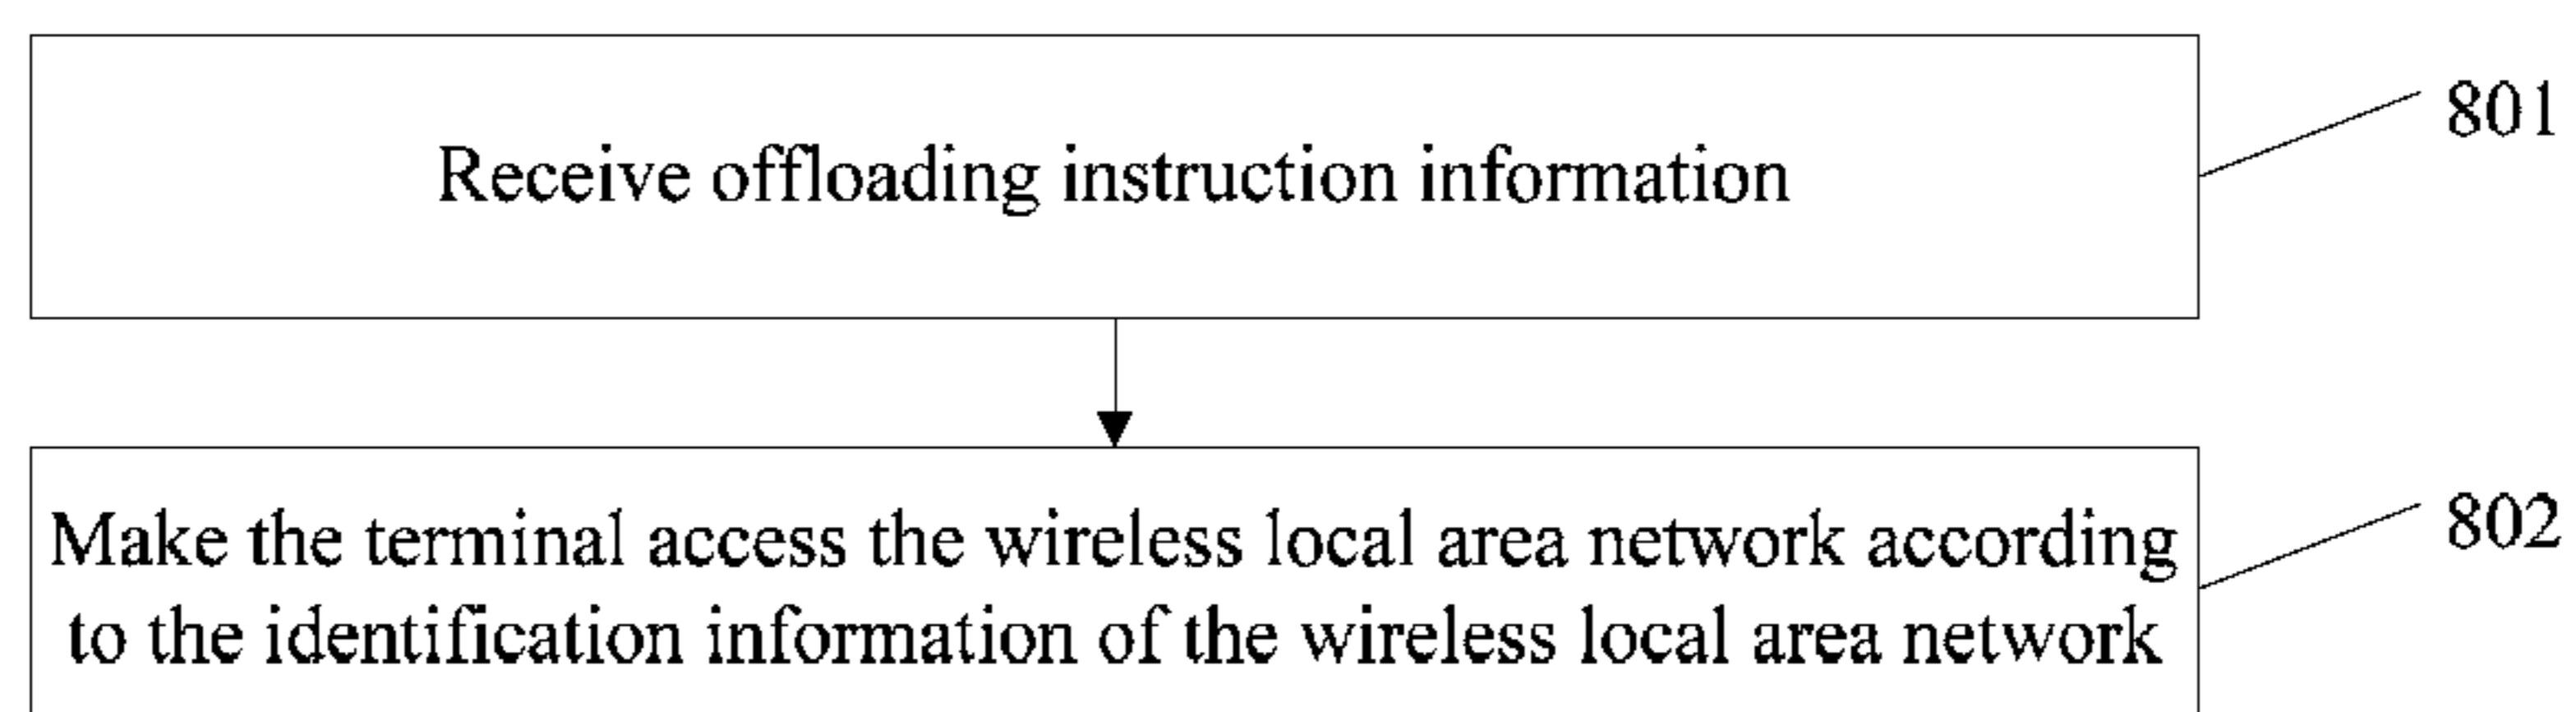 Receive offloading instruction information
801
Make the terminal access the wireless local area network according
to the identification information of the wireless local area network
802